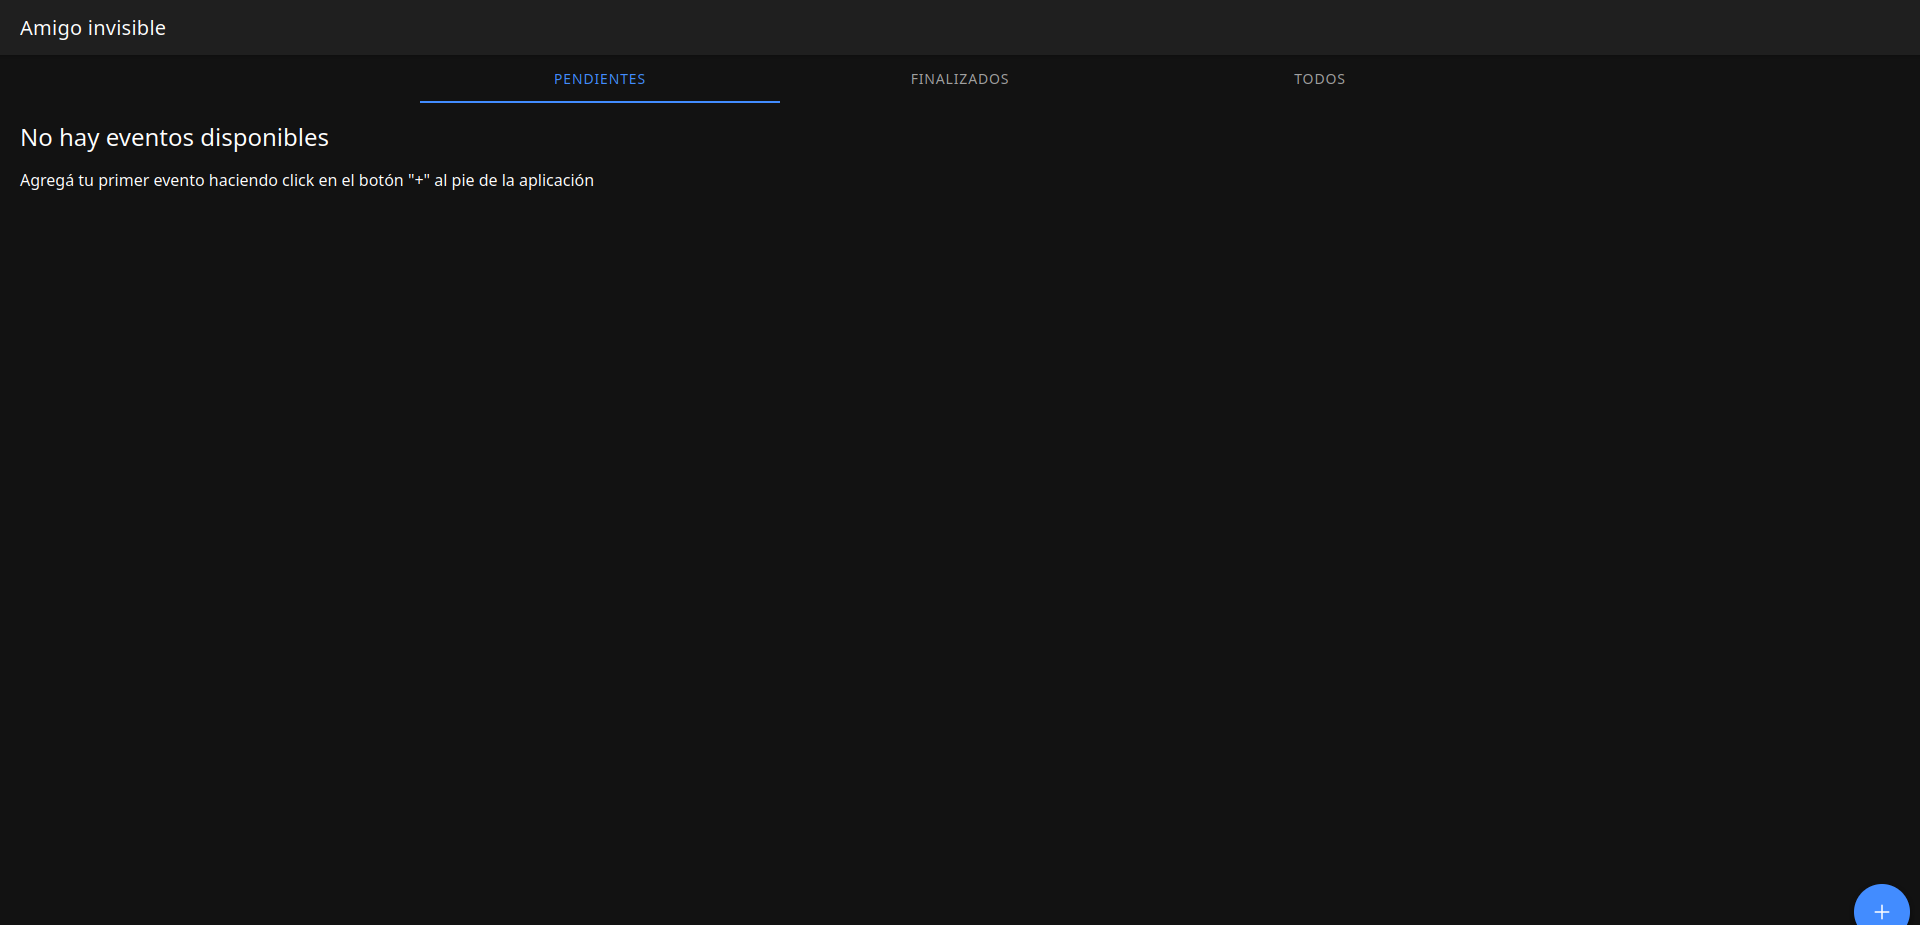 Amigo invisible
PENDIENTES
FINALIZADOS
TODOS
No hay eventos disponibles
Agregá tu primer evento haciendo click en el botón "+" al pie de la aplicación
+